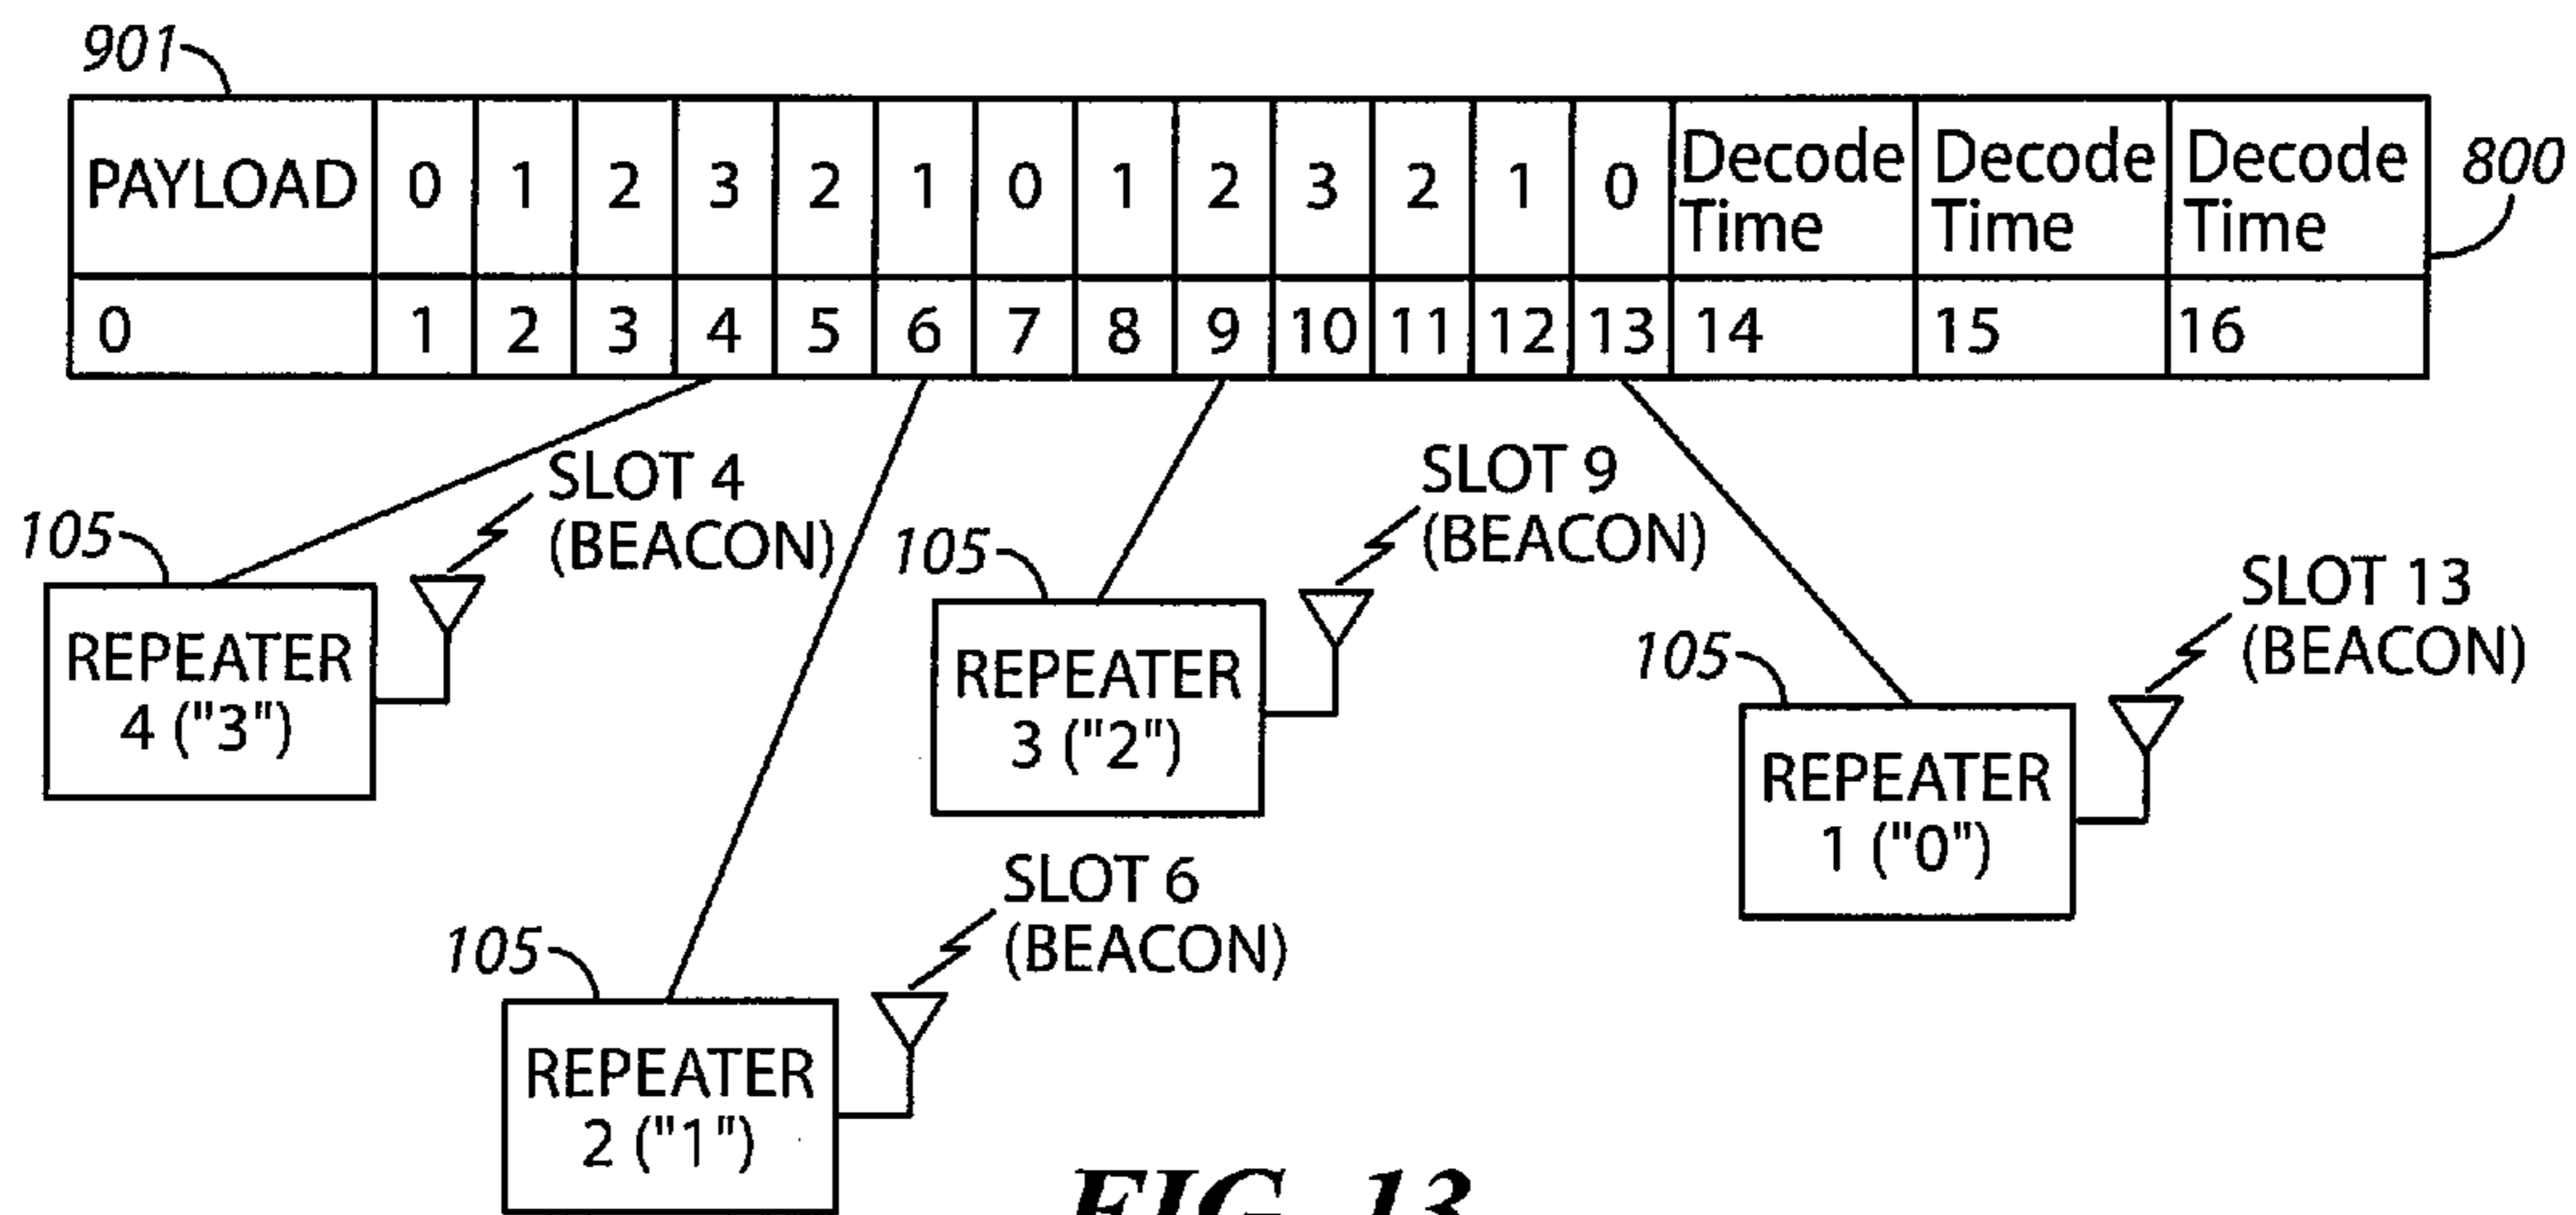 901
PAYLOAD 0 1 2 3 2 1 0 1 2 3 2 1 0 Decode Time Decode Time Decode Time
800
0 1 2 3 4 5 6 7 8 9 10 11 12 13 14 15 16
SLOT 4
(BEACON)
105
REPEATER
4 ("3")
SLOT 9
(BEACON)
105
REPEATER
3 ("2")
SLOT 13
(BEACON)
105
REPEATER
1 ("0")
SLOT 6
(BEACON)
105
REPEATER
2 ("1")
FIG. 13